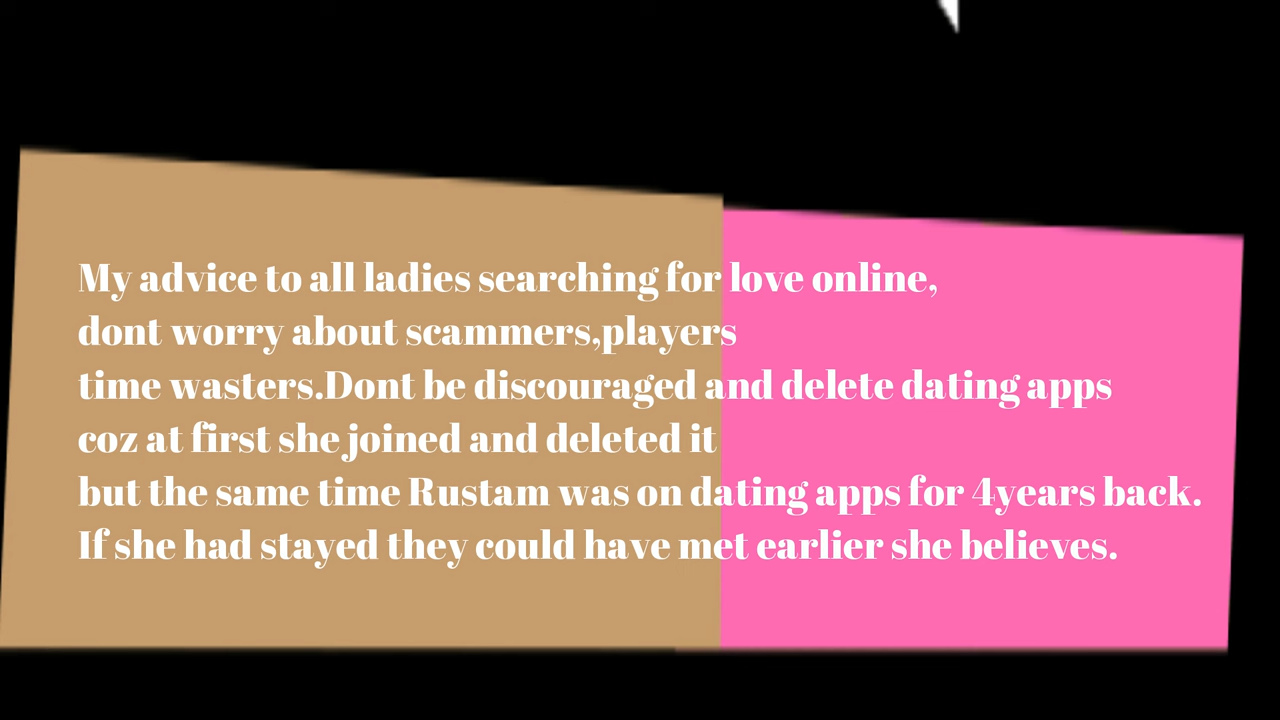 My advice to all ladies searching for love online,
dont worry about scammers,players
time wasters.Dont be discouraged and delete dating apps
coz at first she joined and deleted it
but the same time Rustam was on dating apps for 4years back.
If she had stayed they could have met earlier she believes.